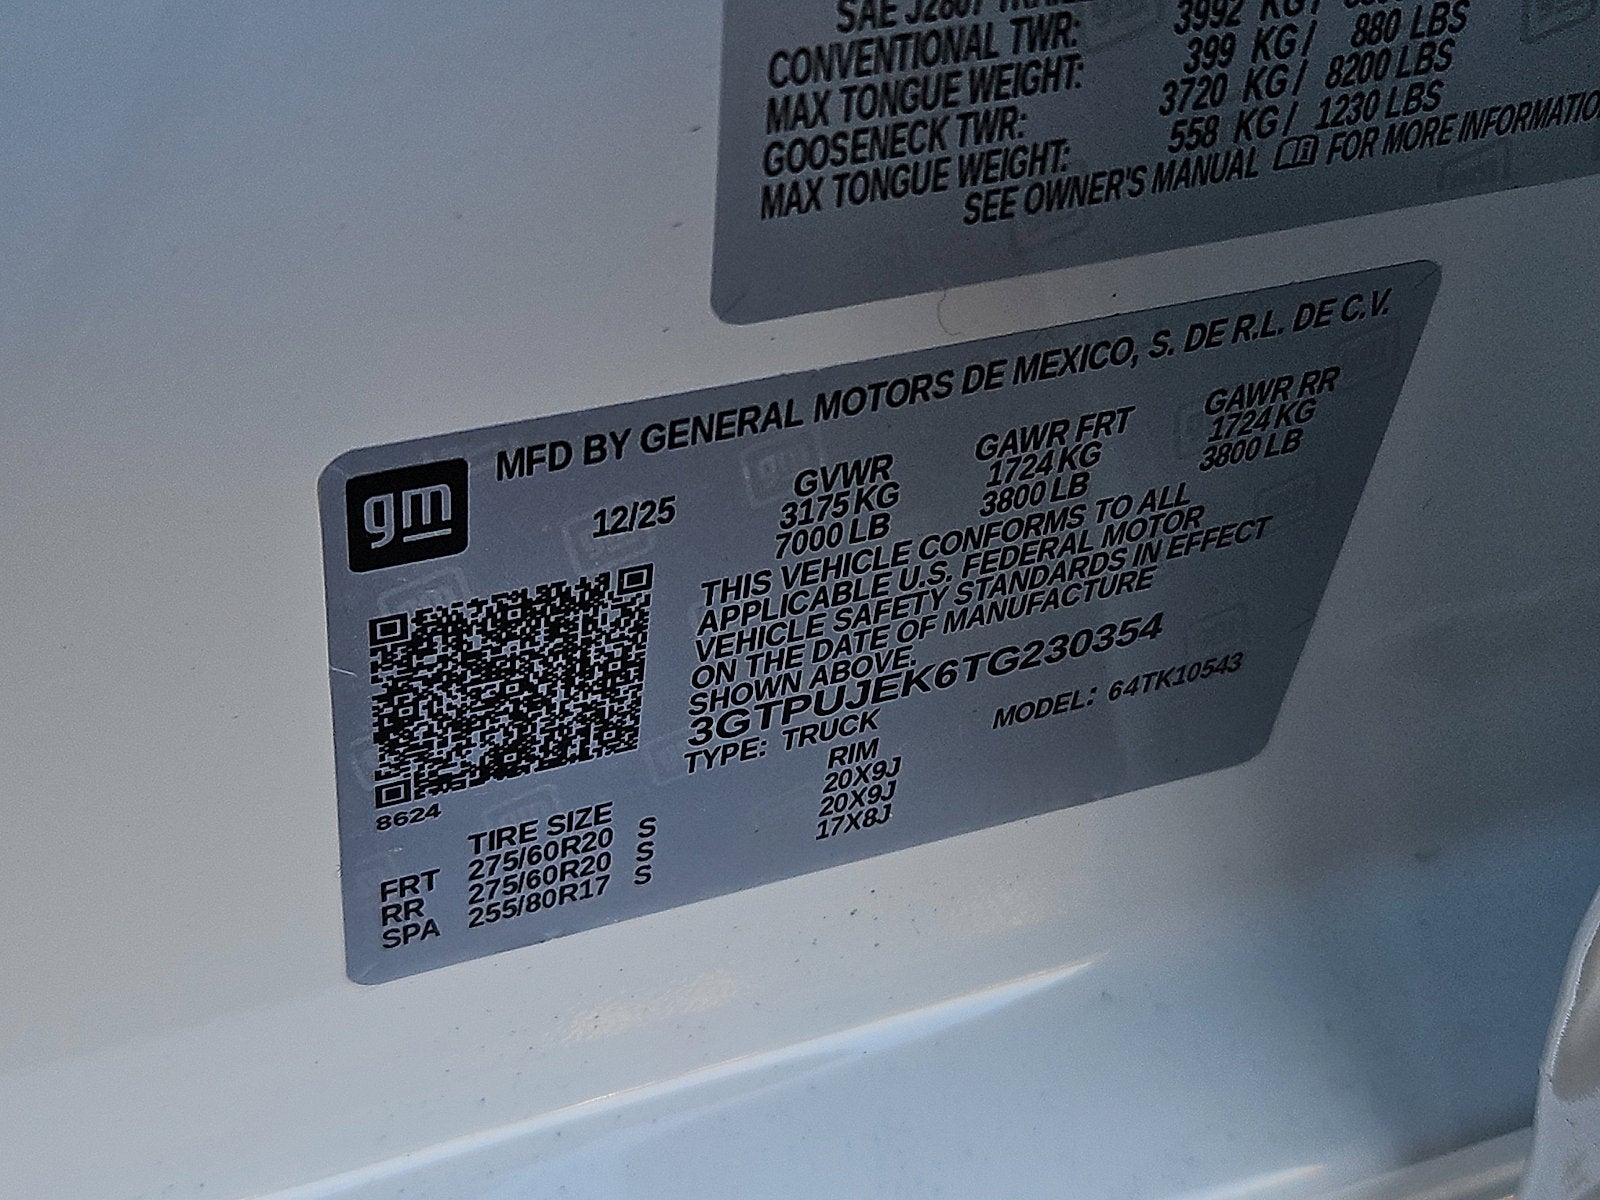 SAE J2807
CONVENTIONAL TWR: 3992 KG/
MAX TONGUE WEIGHT: 399 KG/ 880 LBS
GOOSENECK TWR: 3720 KG/ 8200 LBS
MAX TONGUE WEIGHT: 558 KG/ 1230 LBS
SEE OWNER'S MANUAL FOR MORE INFORMATIO
MFD BY GENERAL MOTORS DE MEXICO, S. DE R.L. DE C.V.
gm
12/25 GVWR GAWR FRT GAWR RR
3175 KG 1724 KG 1724 KG
7000 LB 3800 LB 3800 LB
THIS VEHICLE CONFORMS TO ALL
APPLICABLE U.S. FEDERAL MOTOR
VEHICLE SAFETY STANDARDS IN EFFECT
ON THE DATE OF MANUFACTURE
SHOWN ABOVE.
3GTPUJEK6TG230354
TYPE: TRUCK MODEL: 64TK10543
8624
TIRE SIZE RIM
FRT 275/60R20 S 20X9J
RR 275/60R20 S 20X9J
SPA 255/80R17 S 17X8J